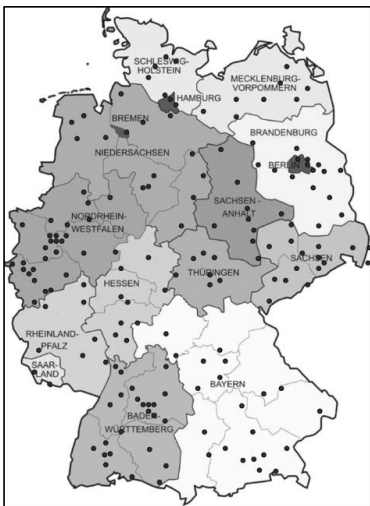 SCHLESWIG-
HOLSTEIN
MECKLENBURG-
VORPOMMERN
HAMBURG
BREMEN
BRANDENBURG
NIEDERSACHSEN
BERLIN
SACHSEN-
ANHALT
NORDRHEIN-
WESTFALEN
SACHSEN
THÜRINGEN
HESSEN
RHEINLAND-
PFALZ
SAAR-
LAND
BAYERN
BADEN-
WÜRTTEMBERG